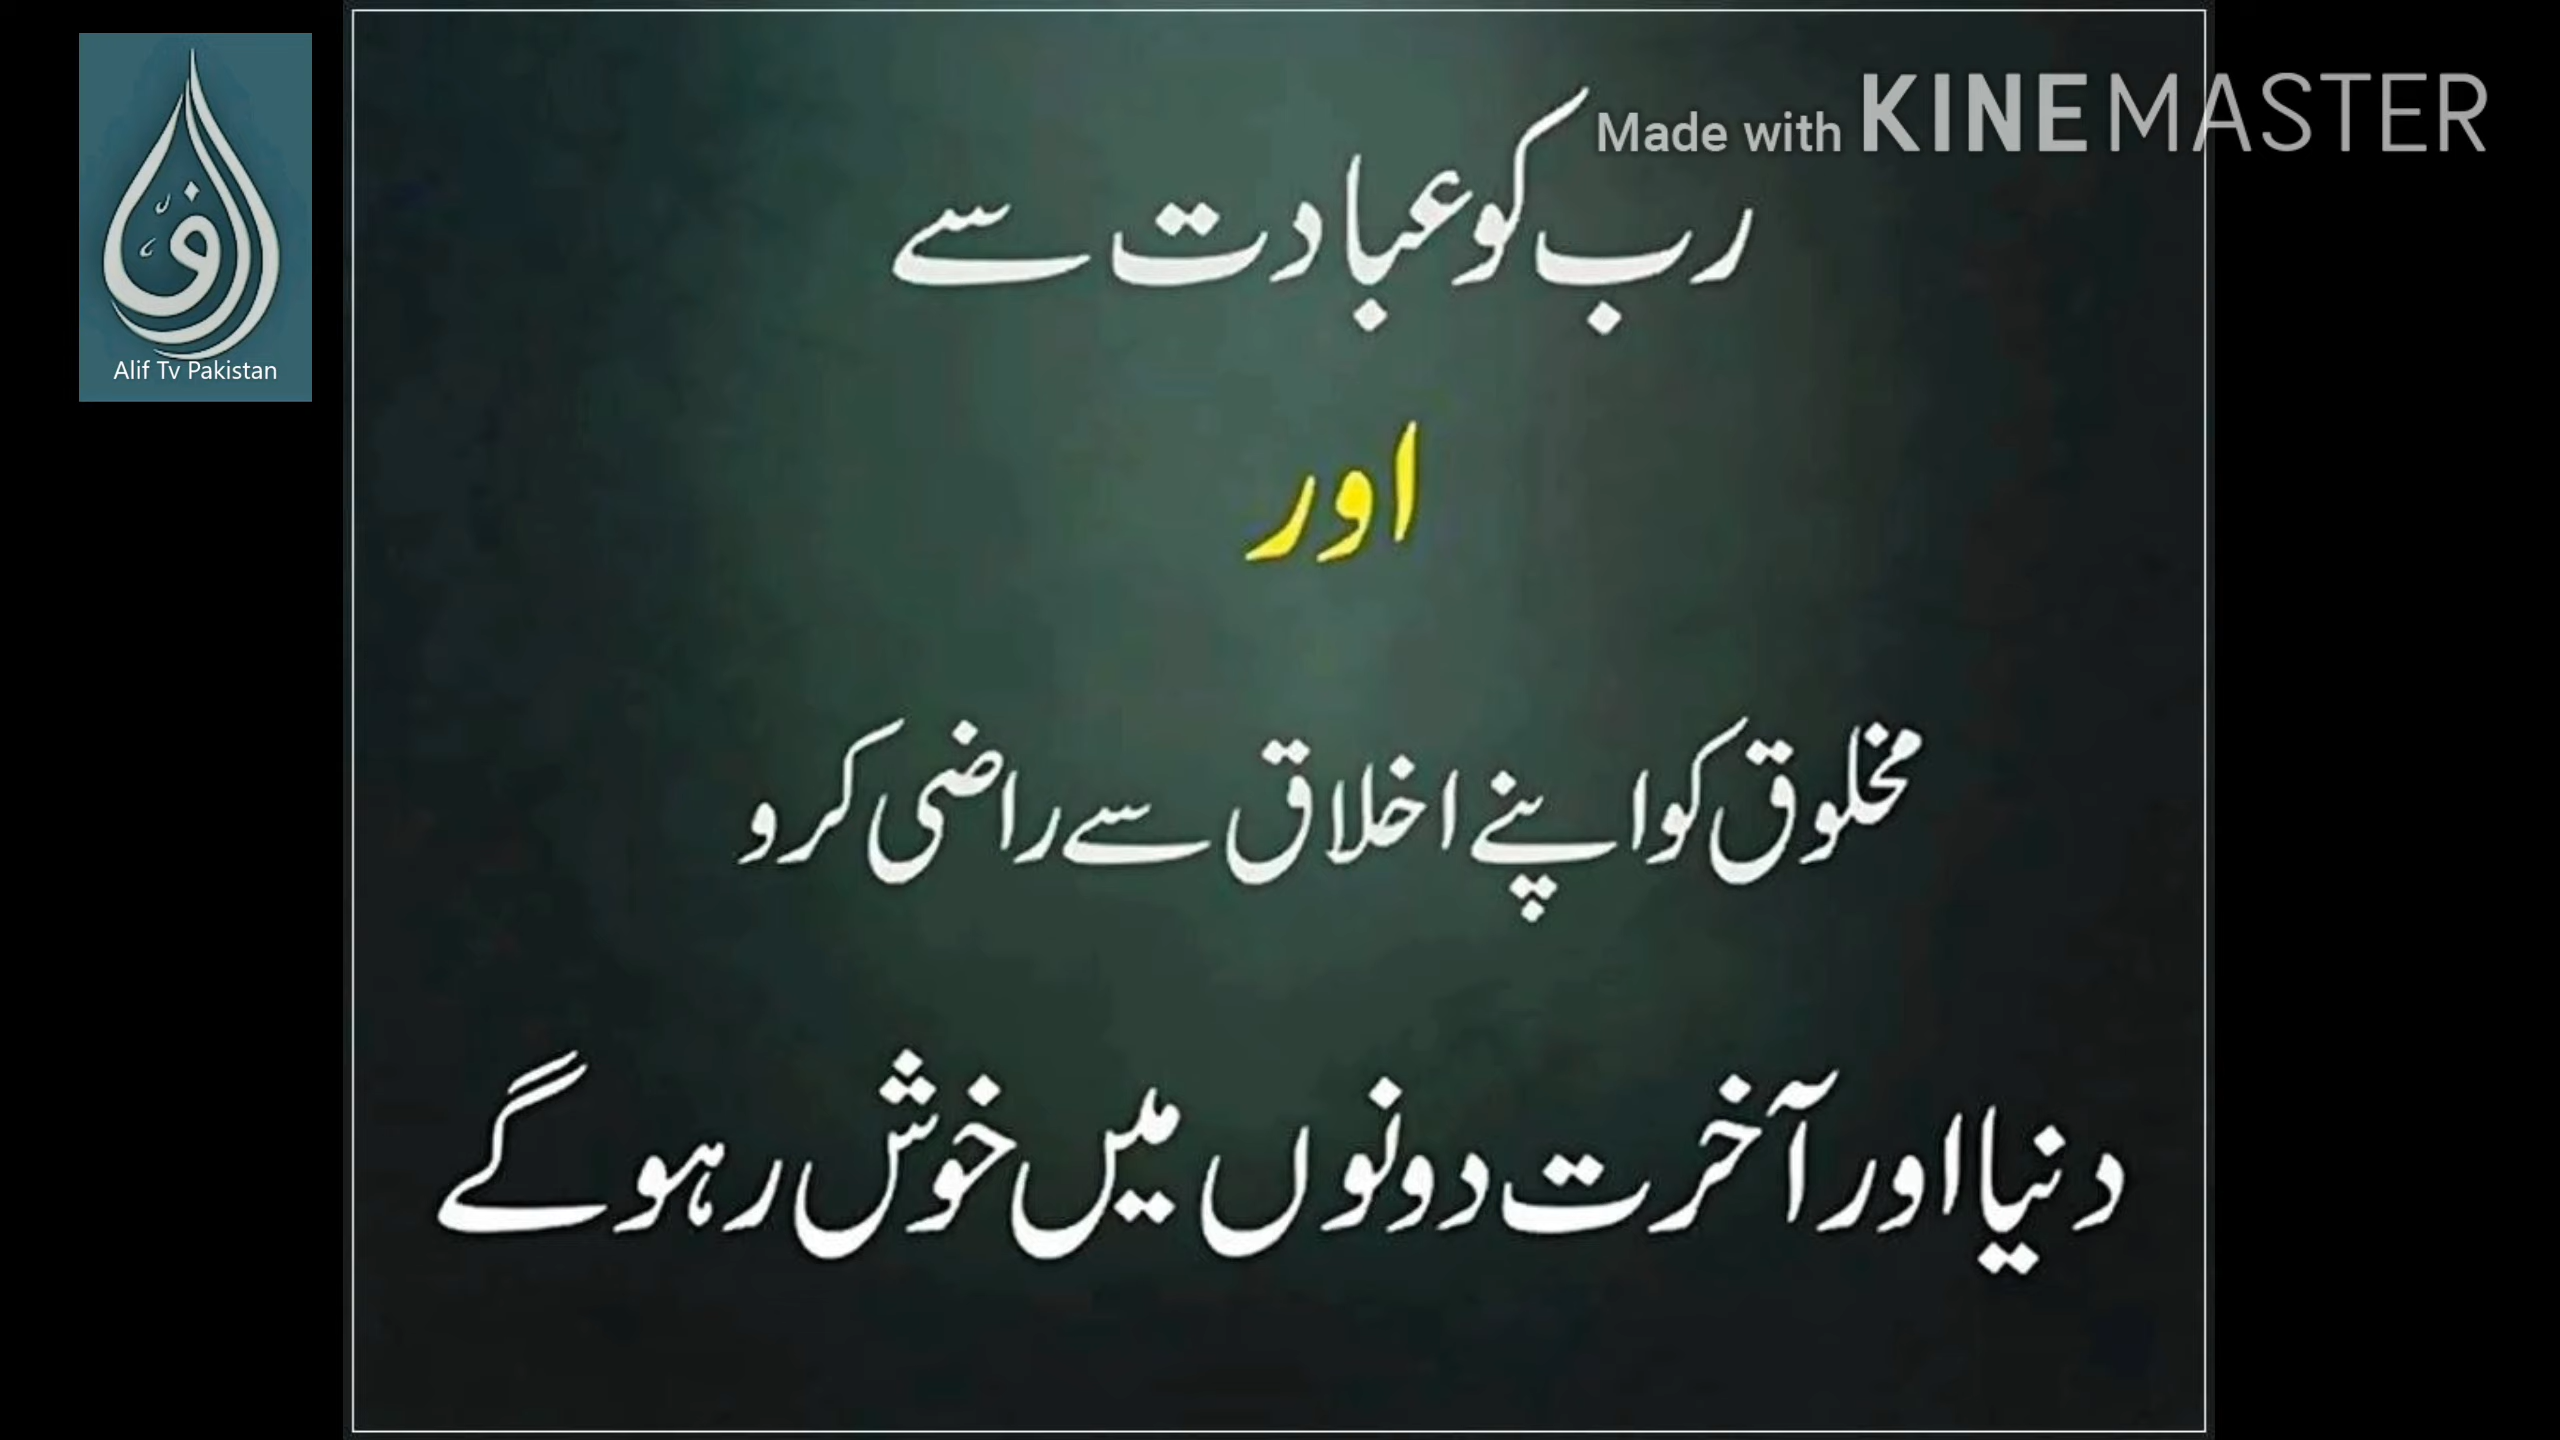 Made with KINEMASTER
Alif Tv Pakistan
رب کو عبادت سے
اور
مخلوق کو اپنے اخلاق سے راضی کرو
دنیا اور آخرت دونوں میں خوش رہو گے